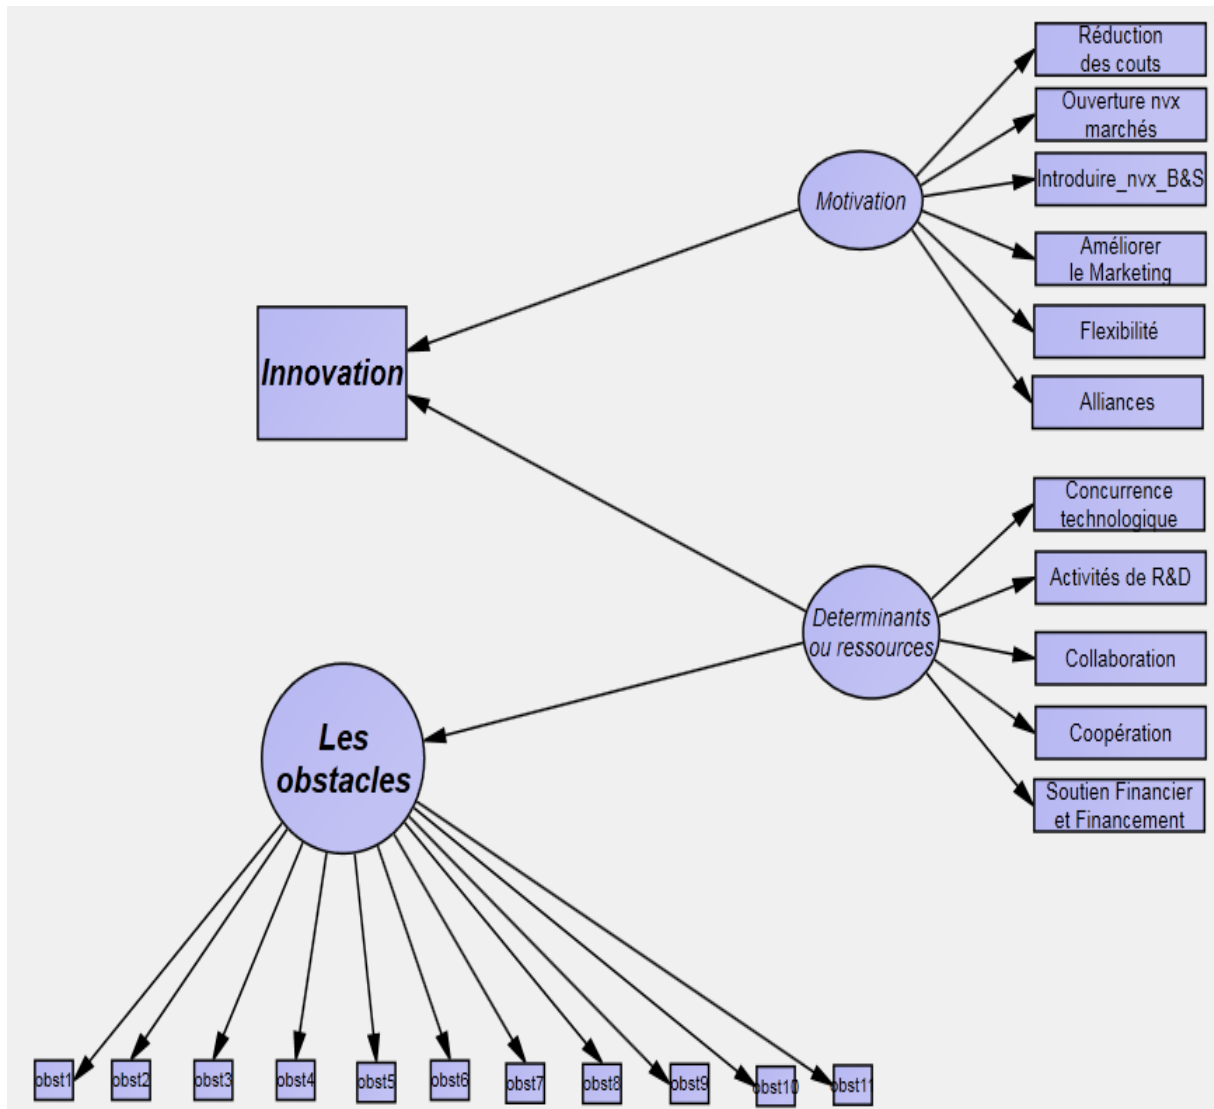 Réduction
des couts
Ouverture nvx
marchés
Introduire_nvx_B&S
Améliorer
le Marketing
Flexibilité
Alliances
Motivation
Innovation
Concurrence
technologique
Activités de R&D
Collaboration
Coopération
Soutien Financier
et Financement
Determinants
ou ressources
Les
obstacles
obst1
obst2
obst3
obst4
obst5
obst6
obst7
obst8
obst9
obst10
obst11